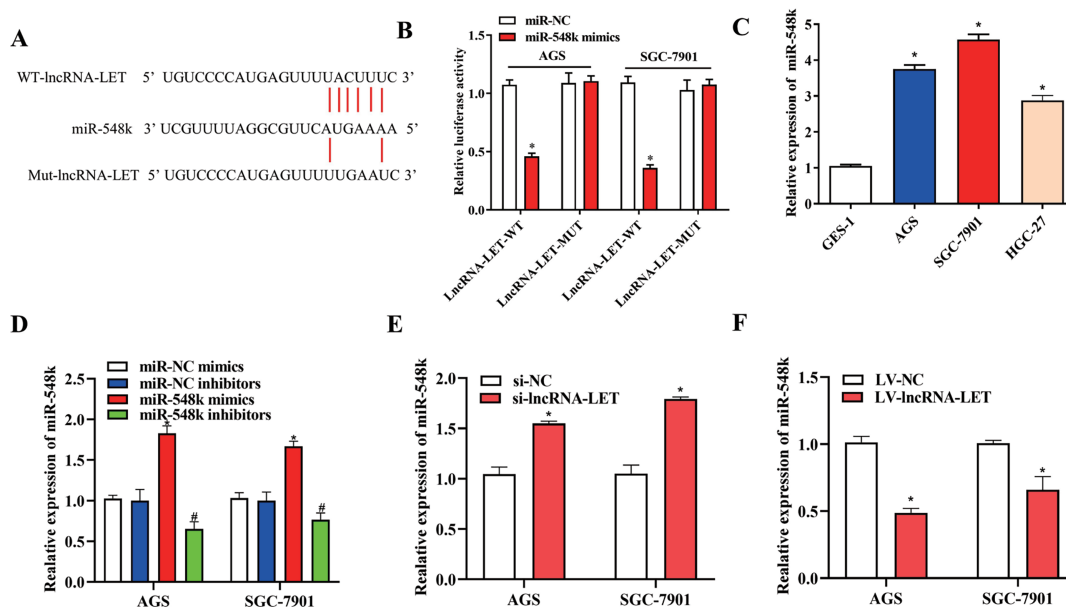 A
WT-lncRNA-LET 5’ UGUCCCCAUGAGUUUUACUUUC 3’
miR-548k 3’ UCGUUUUAGGCGUUCAUGAAAA 5’
Mut-lncRNA-LET 5’ UGUCCCCAUGAGUUUUUGAAUC 3’
B
miR-NC
miR-548k mimics
AGS
SGC-7901
Relative luciferase activity
1.5
1.0
0.5
0.0
*
*
LncRNA-LET-WT
LncRNA-LET-MUT
LncRNA-LET-WT
LncRNA-LET-MUT
C
Relative expression of miR-548k
5
4
3
2
1
0
*
*
*
GES-1
AGS
SGC-7901
HGC-27
D
miR-NC mimics
miR-NC inhibitors
miR-548k mimics
miR-548k inhibitors
Realative expression of miR-548k
2.5
2.0
1.5
1.0
0.5
0.0
*
#
*
#
AGS
SGC-7901
E
si-NC
si-lncRNA-LET
Realative expression of miR-548k
2.0
1.5
1.0
0.5
0.0
*
*
AGS
SGC-7901
F
LV-NC
LV-lncRNA-LET
Realative expression of miR-548k
1.5
1.0
0.5
0.0
*
*
AGS
SGC-7901